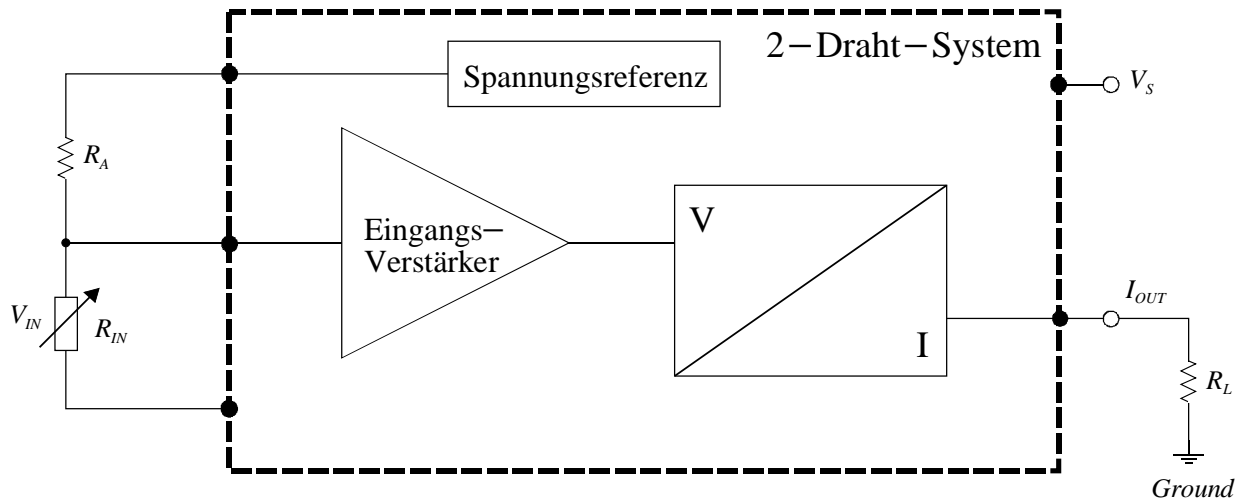 2−Draht−System
Spannungsreferenz
V_S
R_A
Eingangs−
Verstärker
V
I
V_IN
R_IN
I_OUT
R_L
Ground